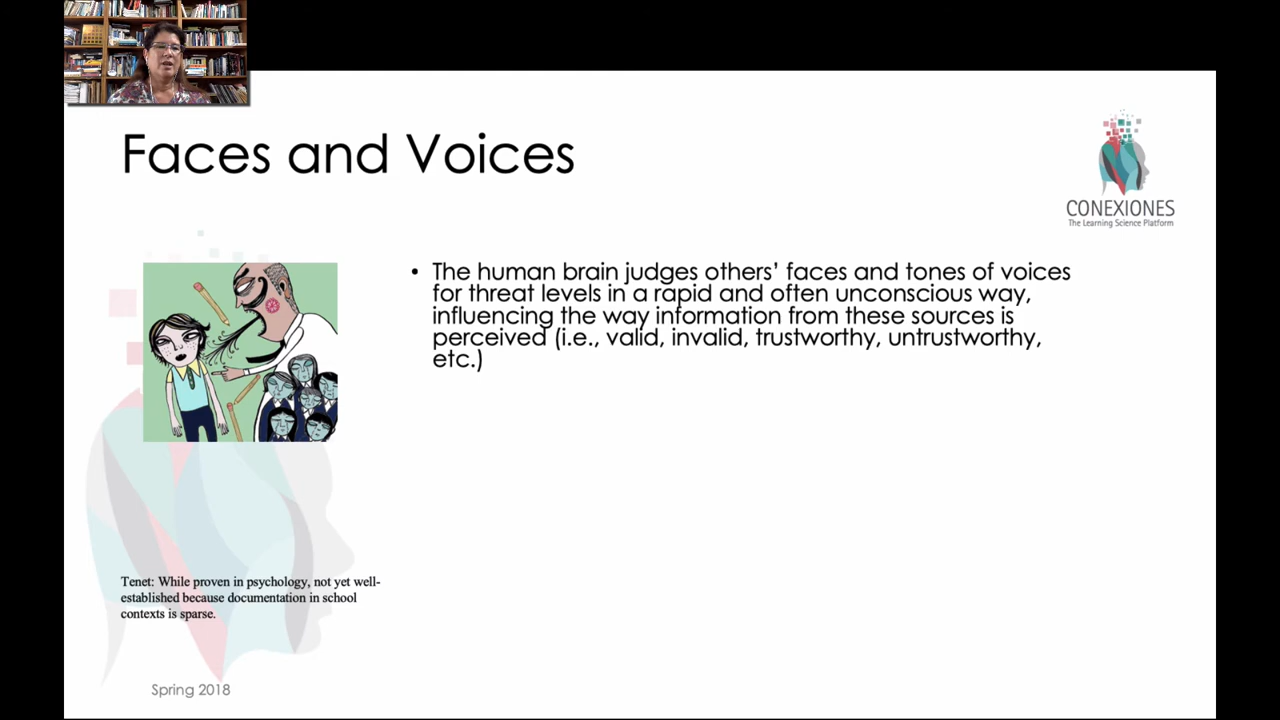 Faces and Voices
CONEXIONES
The Learning Science Platform
• The human brain judges others’ faces and tones of voices
for threat levels in a rapid and often unconscious way,
influencing the way information from these sources is
perceived (i.e., valid, invalid, trustworthy, untrustworthy,
etc.)
Tenet: While proven in psychology, not yet well-
established because documentation in school
contexts is sparse.
Spring 2018